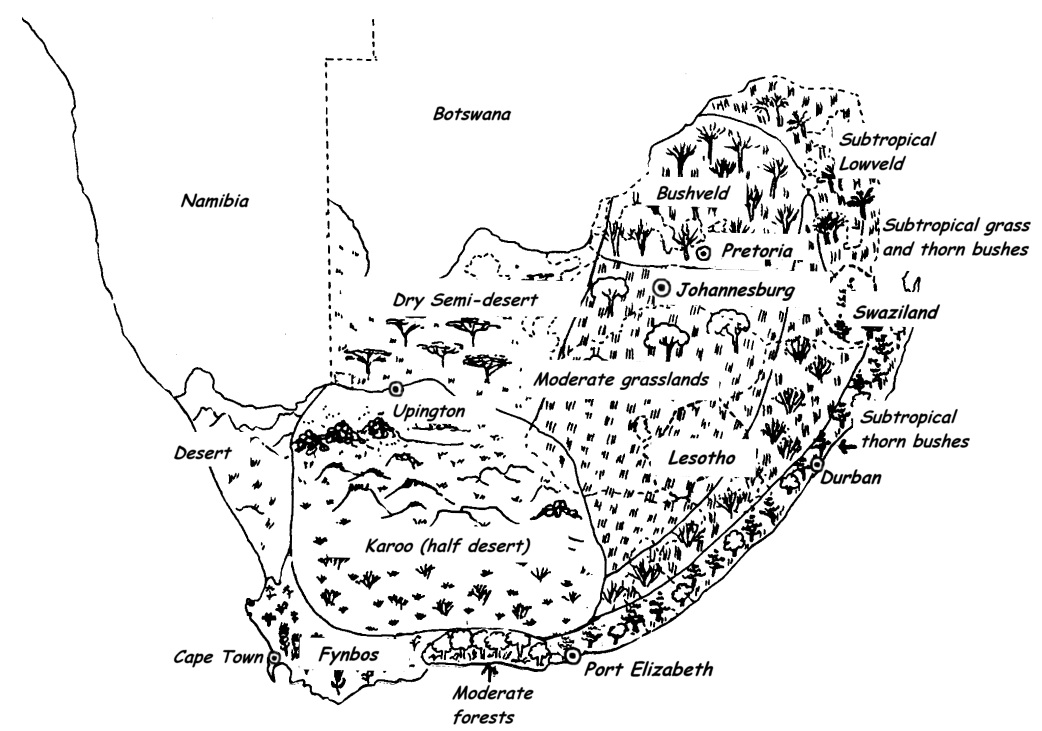 Botswana
Subtropical
Lowveld
Namibia
Bushveld
Subtropical grass
and thorn bushes
Pretoria
Johannesburg
Dry Semi-desert
Swaziland
Moderate grasslands
Upington
Subtropical
thorn bushes
Desert
Lesotho
Durban
Karoo (half desert)
Cape Town
Fynbos
Port Elizabeth
Moderate
forests